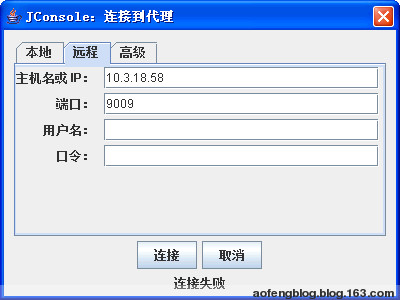 JConsole: 连接到代理
本地 远程 高级
主机名或 IP: 10.3.18.58
端口: 9009
用户名:
口令:
连接 取消
连接失败
aofengblog.blog.163.com